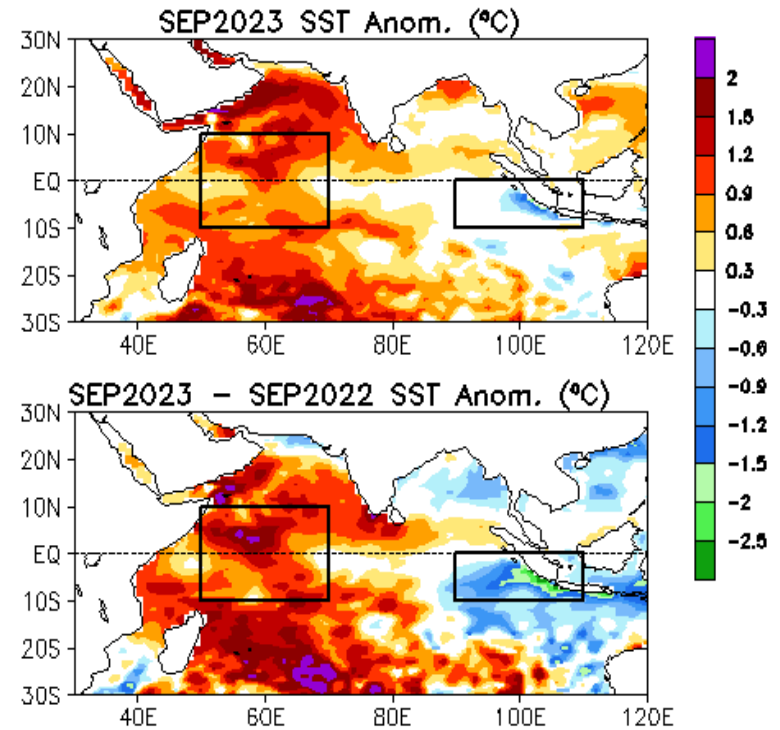 SEP2023 SST Anom. (°C)
30N
20N
10N
EQ
10S
20S
30S
40E 60E 80E 100E 120E
SEP2023 - SEP2022 SST Anom. (°C)
30N
20N
10N
EQ
10S
20S
30S
40E 60E 80E 100E 120E
2
1.5
1.2
0.9
0.6
0.3
-0.3
-0.6
-0.9
-1.2
-1.5
-2
-2.5